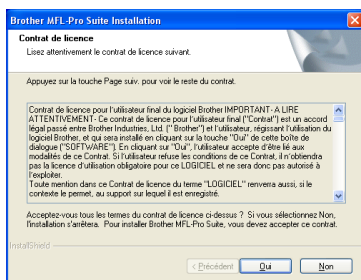 Brother MFL-Pro Suite Installation
Contrat de licence
Lisez attentivement le contrat de licence suivant.
Appuyez sur la touche Page suiv. pour voir le reste du contrat.
Contrat de licence pour l'utilisateur final du logiciel Brother IMPORTANT- A LIRE
ATTENTIVEMENT- Ce contrat de licence pour l'utilisateur final ("Contrat") est un accord
légal passé entre Brother Industries, Ltd. ("Brother") et l'utilisateur, régissant l'utilisation du
logiciel Brother, et qui sera installé en cliquant sur la touche "Oui" de cette boîte de
dialogue ("SOFTWARE"). En cliquant sur "Oui", l'utilisateur accepte d'être lié aux
modalités de ce Contrat. Si l'utilisateur refuse les conditions de ce Contrat, il n'obtiendra
pas la licence d'utilisation obligatoire pour ce LOGICIEL et ne sera donc pas autorisé à
l'exploiter.
Toute mention dans ce Contrat de licence du terme "LOGICIEL" renverra aussi, si le
contexte le permet, au support sur lequel il est enregistré.
Acceptez-vous tous les termes du contrat de licence ci-dessus ? Si vous sélectionnez Non,
l'installation s'arrêtera. Pour installer Brother MFL-Pro Suite, vous devez accepter ce contrat.
InstallShield
< Précédent Oui Non